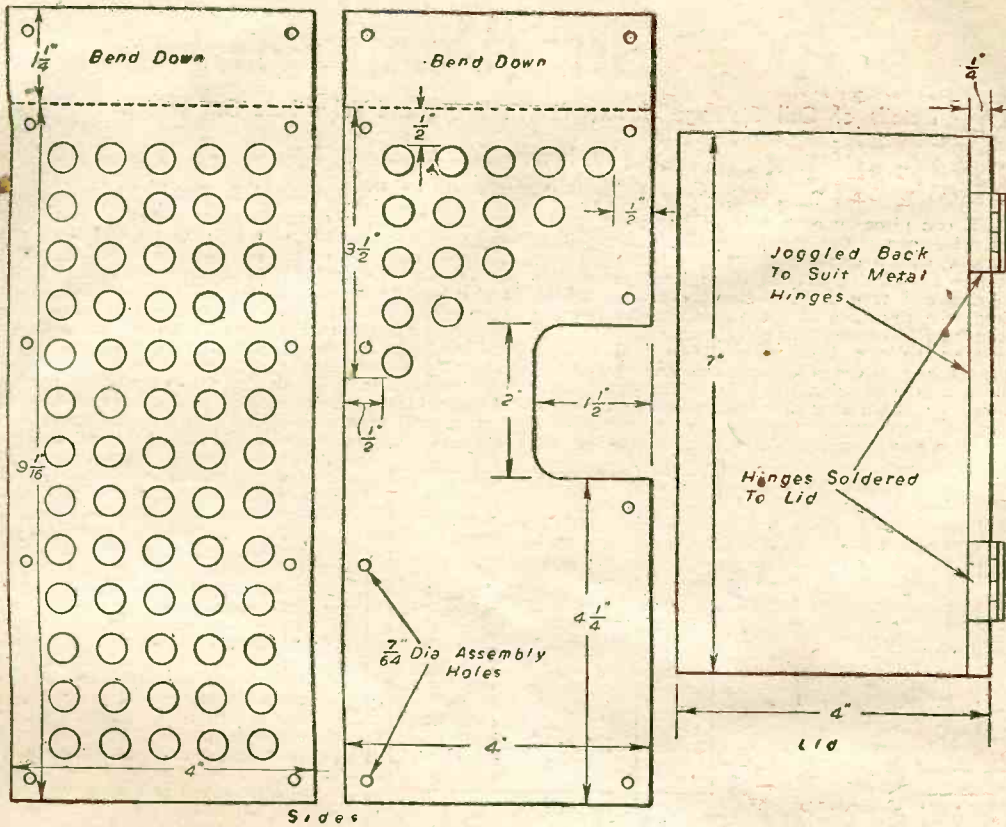 1 1/4"
Bend Down
9 1/16"
4"
Bend Down
1/2"
3 1/2"
1/2"
1/2"
2"
1 1/2"
4 1/4"
7/64" Dia Assembly
Holes
4"
Sides
1/4"
Joggled Back
To Suit Metal
Hinges
7"
Hinges Soldered
To Lid
4"
Lid